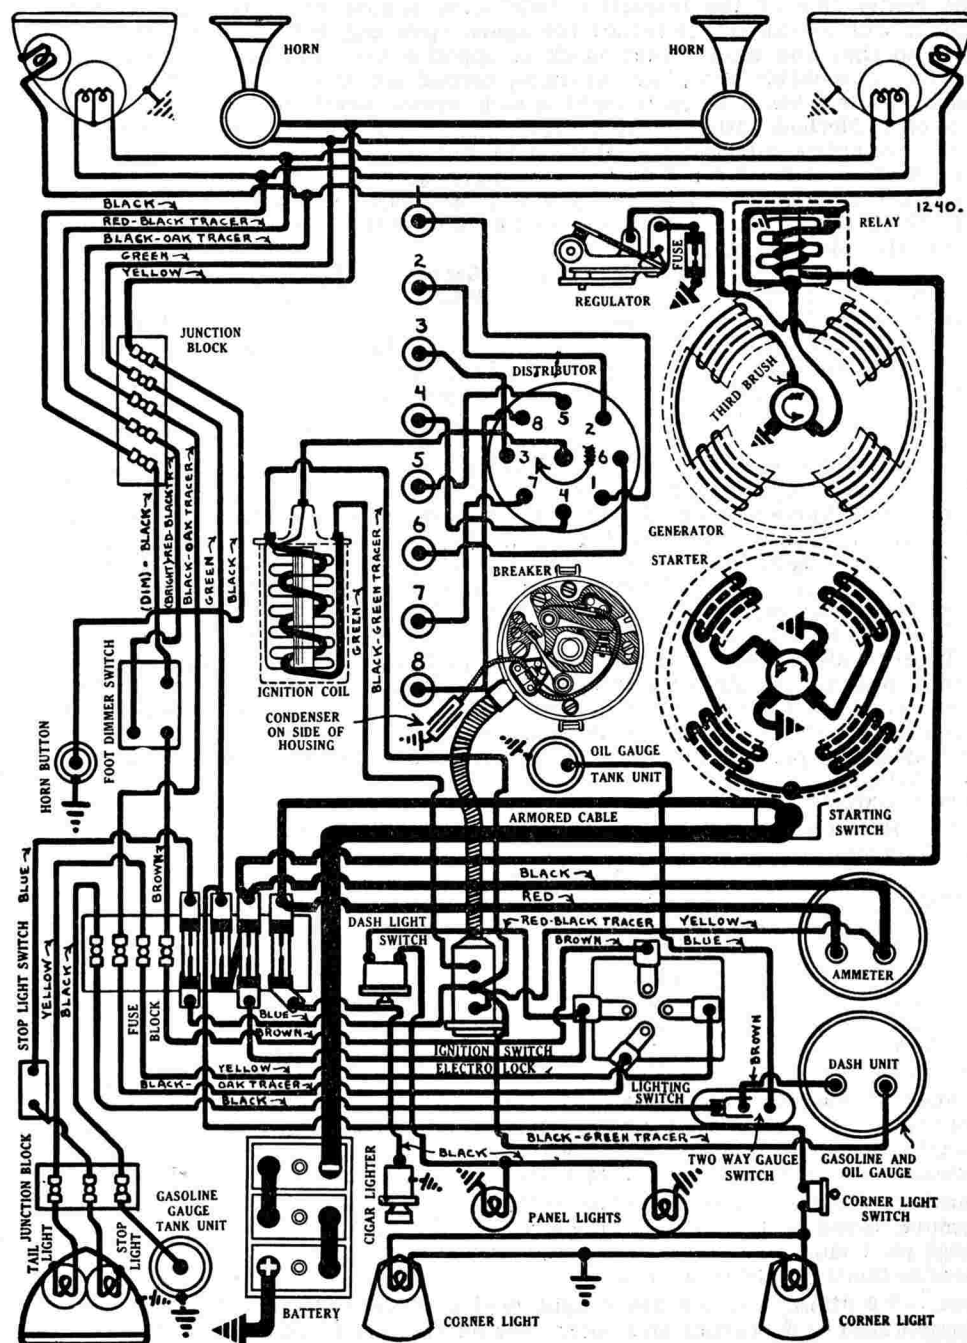 HORN
HORN
1240.
BLACK
RED-BLACK TRACER
BLACK-OAK TRACER
GREEN
YELLOW
JUNCTION
BLOCK
1
2
3
4
5
6
7
8
REGULATOR
FUSE
RELAY
THIRD BRUSH
GENERATOR
DISTRIBUTOR
5
8
2
3
6
7
4
1
STARTER
BREAKER
(DIM)-BLACK
(BRIGHT)-RED-BLACK TR.
BLACK-OAK TRACER
GREEN
BLACK
GREEN
BLACK-GREEN TRACER
IGNITION COIL
CONDENSER
ON SIDE OF
HOUSING
FOOT DIMMER SWITCH
HORN BUTTON
OIL GAUGE
TANK UNIT
ARMORED CABLE
STARTING
SWITCH
STOP LIGHT SWITCH
BLUE
YELLOW
BLACK
BROWN
FUSE
BLOCK
BLACK
RED
RED-BLACK TRACER
YELLOW
BROWN
BLUE
DASH LIGHT
SWITCH
AMMETER
BLUE
BROWN
IGNITION SWITCH
ELECTROLOCK
YELLOW
BLACK-OAK TRACER
BLACK
LIGHTING
SWITCH
BROWN
DASH UNIT
BLACK-GREEN TRACER
TWO WAY GAUGE
SWITCH
GASOLINE AND
OIL GAUGE
BLACK
JUNCTION BLOCK
TAIL
LIGHT
STOP
LIGHT
GASOLINE
GAUGE
TANK UNIT
BATTERY
CIGAR LIGHTER
PANEL LIGHTS
CORNER LIGHT
SWITCH
CORNER LIGHT
CORNER LIGHT